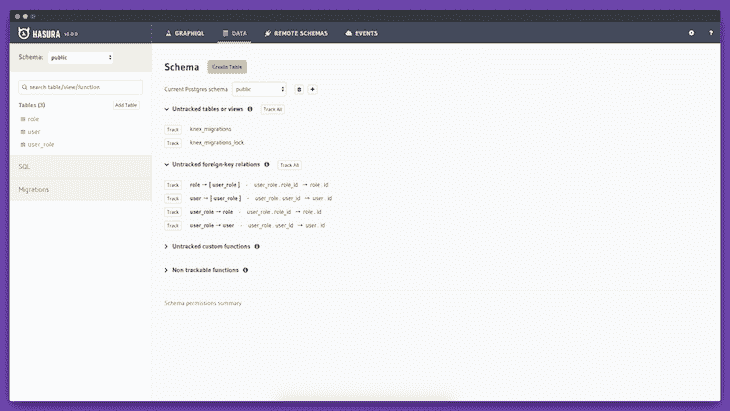 HASURA v1.0.0
GRAPHIQL
DATA
REMOTE SCHEMAS
EVENTS
?
Schema: public
search table/view/function
Tables (3)
Add Table
role
user
user_role
SQL
Migrations
Schema
Create Table
Current Postgres schema public
Untracked tables or views
Track All
Track knex_migrations
Track knex_migrations_lock
Untracked foreign-key relations
Track All
Track role → [ user_role ] - user_role . role_id → role . id
Track user → [ user_role ] - user_role . user_id → user . id
Track user_role → role - user_role . role_id → role . id
Track user_role → user - user_role . user_id → user . id
Untracked custom functions
Non trackable functions
Schema permissions summary